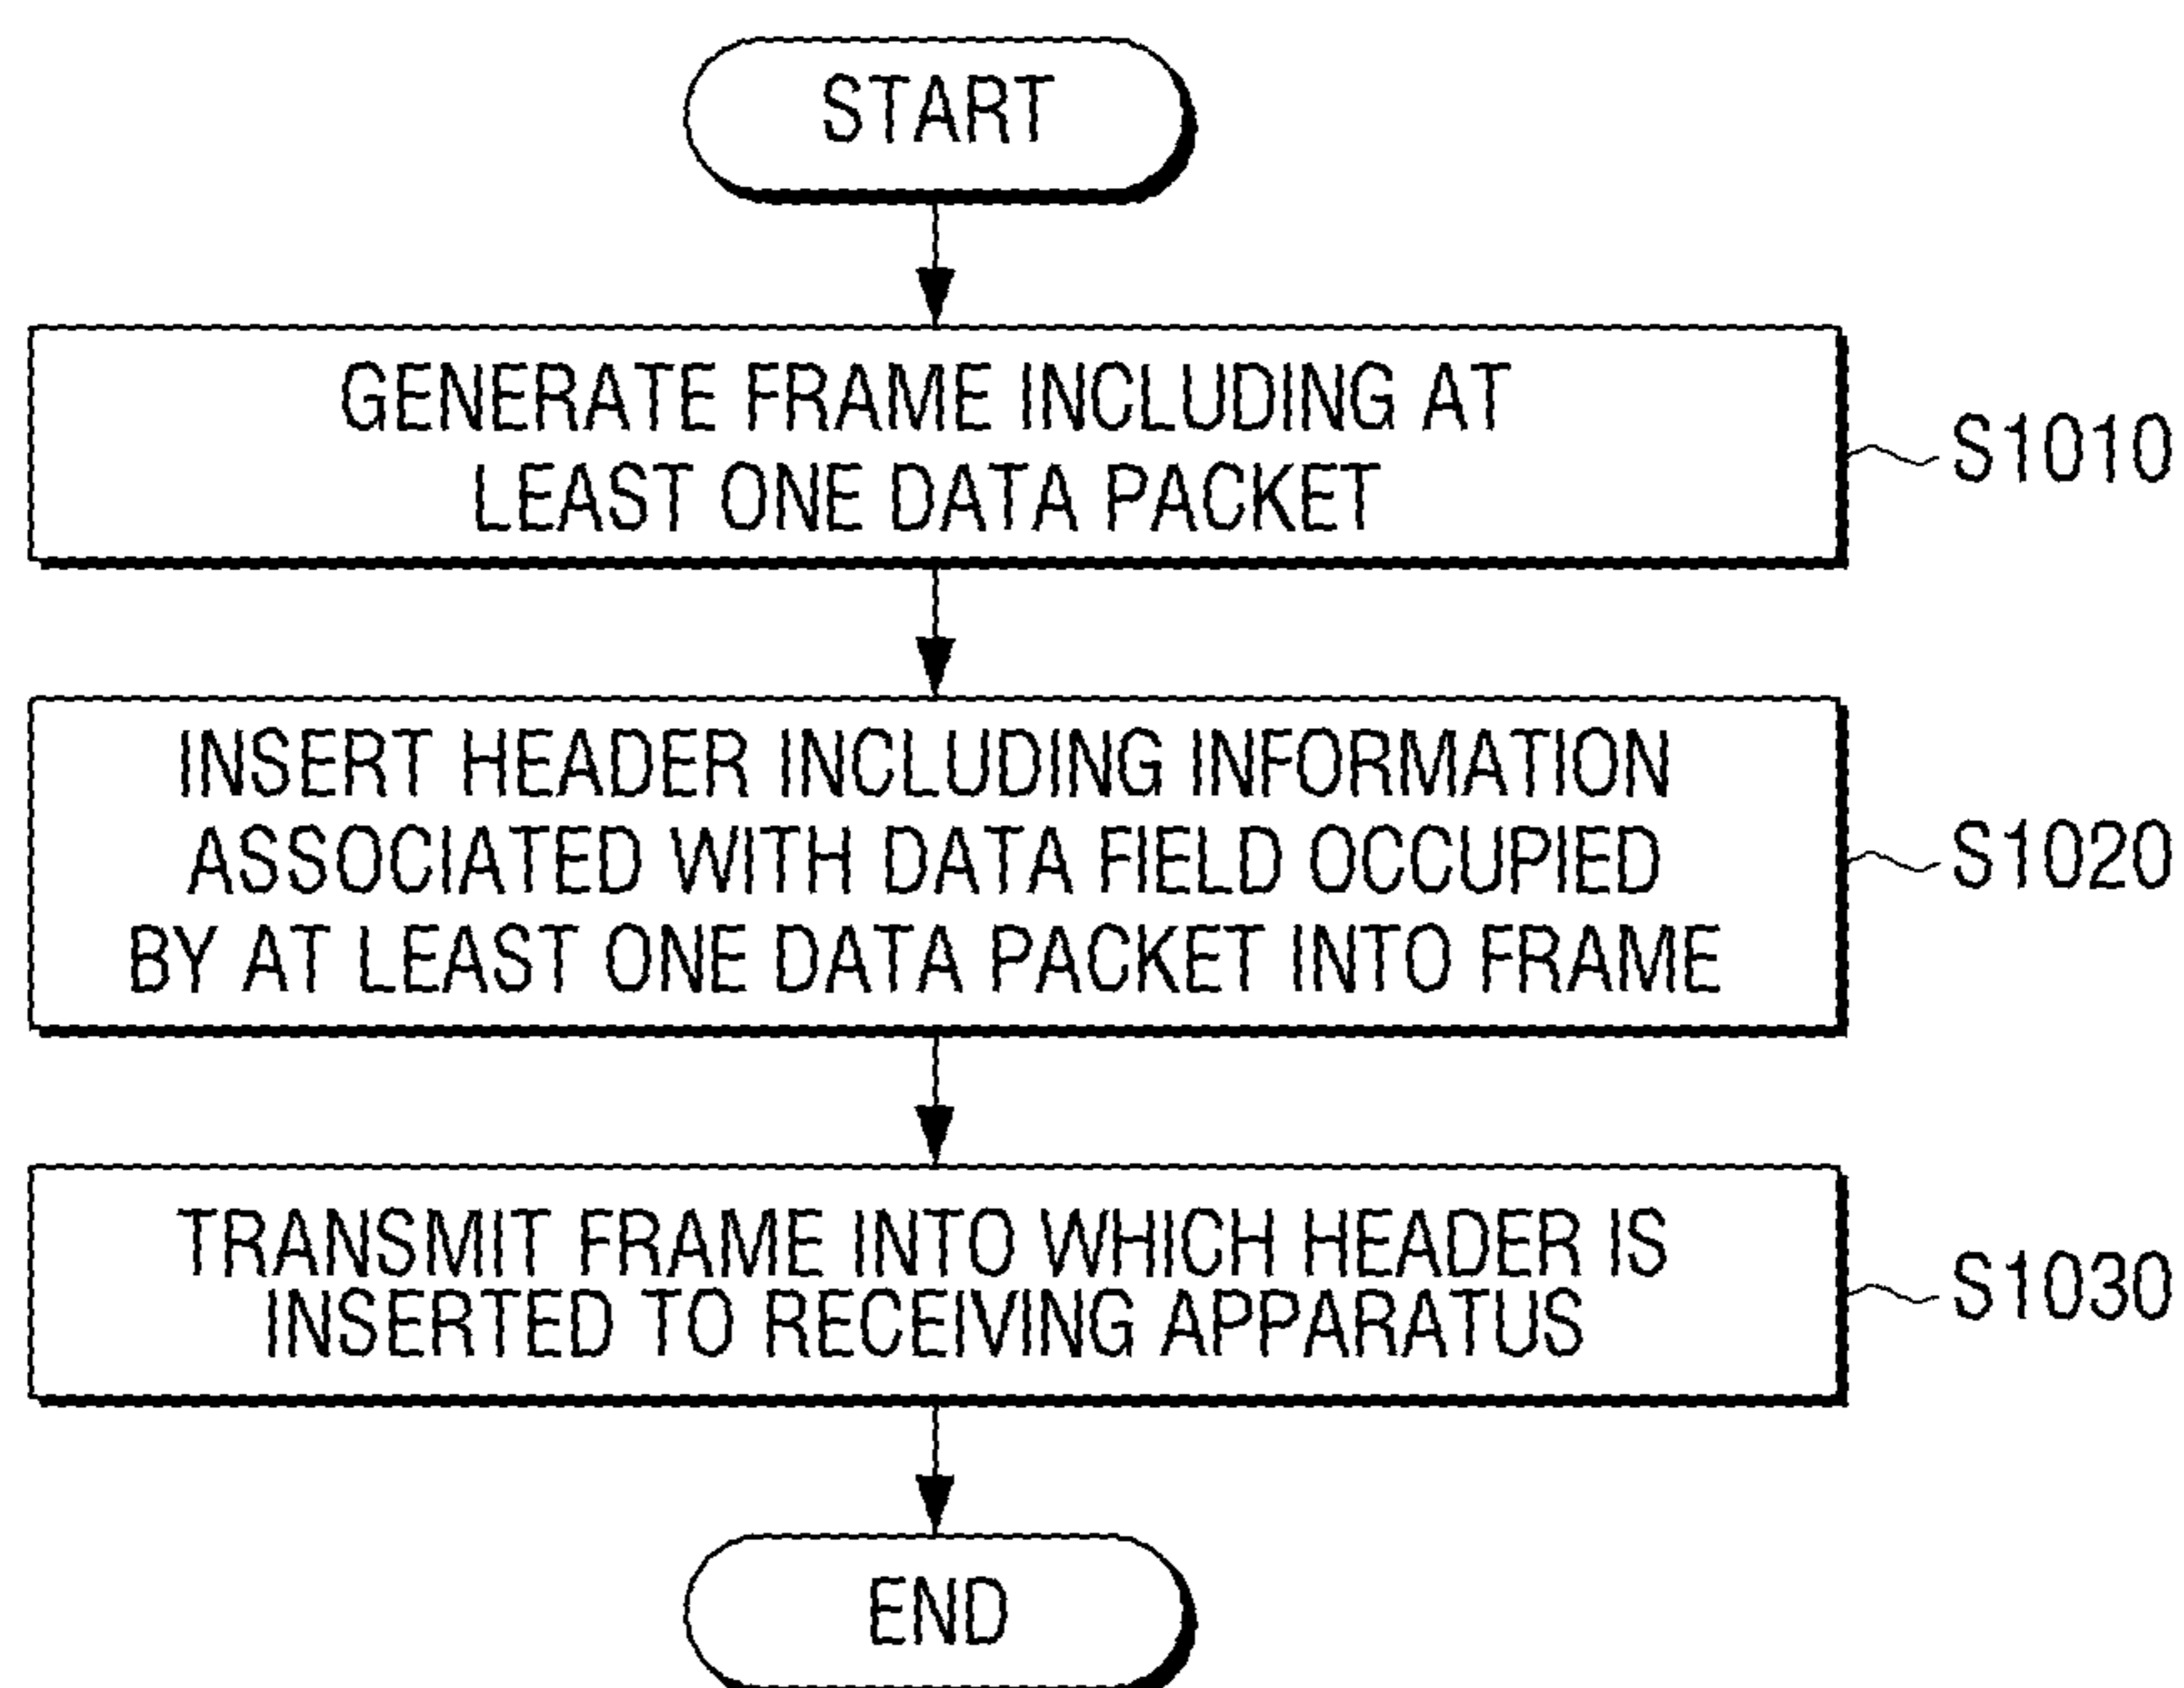 START
GENERATE FRAME INCLUDING AT
LEAST ONE DATA PACKET
S1010
INSERT HEADER INCLUDING INFORMATION
ASSOCIATED WITH DATA FIELD OCCUPIED
BY AT LEAST ONE DATA PACKET INTO FRAME
S1020
TRANSMIT FRAME INTO WHICH HEADER IS
INSERTED TO RECEIVING APPARATUS
S1030
END